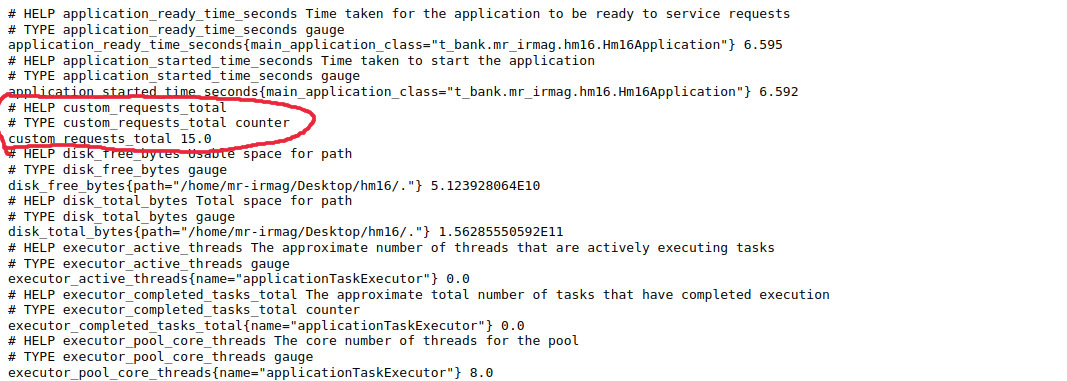 # HELP application_ready_time_seconds Time taken for the application to be ready to service requests
# TYPE application_ready_time_seconds gauge
application_ready_time_seconds{main_application_class="t_bank.mr_irmag.hm16.Hm16Application"} 6.595
# HELP application_started_time_seconds Time taken to start the application
# TYPE application_started_time_seconds gauge
application_started_time_seconds{main_application_class="t_bank.mr_irmag.hm16.Hm16Application"} 6.592
# HELP custom_requests_total
# TYPE custom_requests_total counter
custom_requests_total 15.0
# HELP disk_free_bytes Usable space for path
# TYPE disk_free_bytes gauge
disk_free_bytes{path="/home/mr-irmag/Desktop/hm16/."} 5.123928064E10
# HELP disk_total_bytes Total space for path
# TYPE disk_total_bytes gauge
disk_total_bytes{path="/home/mr-irmag/Desktop/hm16/."} 1.56285550592E11
# HELP executor_active_threads The approximate number of threads that are actively executing tasks
# TYPE executor_active_threads gauge
executor_active_threads{name="applicationTaskExecutor"} 0.0
# HELP executor_completed_tasks_total The approximate total number of tasks that have completed execution
# TYPE executor_completed_tasks_total counter
executor_completed_tasks_total{name="applicationTaskExecutor"} 0.0
# HELP executor_pool_core_threads The core number of threads for the pool
# TYPE executor_pool_core_threads gauge
executor_pool_core_threads{name="applicationTaskExecutor"} 8.0